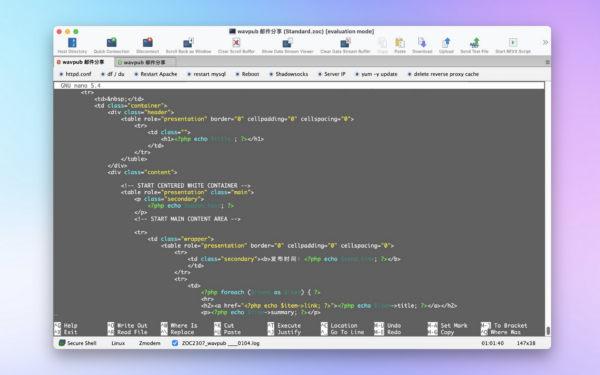 wavpub 邮件分享 (Standard.zoc) [evaluation mode]
Host Directory Quick Connection Disconnect Scroll Back as Window Clear Scroll Buffer Show Data Stream Viewer Clear Data Stream Buffer Copy Paste Download Upload Send Text File Start REXX Script
wavpub 邮件分享 wavpub 邮件分享
httpd.conf df / du Restart Apache restart mysql Reboot Shadowsocks Server IP yum -y update delete reverse proxy cache
GNU nano 5.4
<tr>
<td>&nbsp;</td>
<td class="container">
<div class="header">
<table role="presentation" border="0" cellpadding="0" cellspacing="0">
<tr>
<td class="">
<h1><?php echo ; ?></h1>
</td>
</tr>
</table>
</div>
<div class="content">
<!-- START CENTERED WHITE CONTAINER -->
<table role="presentation" class="main">
<p class="secondary">
<?php echo ; ?>
</p>
<!-- START MAIN CONTENT AREA -->
<tr>
<td class="wrapper">
<table role="presentation" border="0" cellpadding="0" cellspacing="0">
<tr>
<td class="secondary"><b>发布时间: <?php echo ; ?></b>
</td>
</tr>
<tr>
<td>
<?php foreach ( as ) { ?>
<hr>
<h2><a href="<?php echo $item->link; ?>"><?php echo ->title; ?></a></h2>
<p><?php echo ->summary; ?></p>
^G Help ^O Write Out ^W Where Is ^K Cut ^T Execute ^C Location M-U Undo M-A Set Mark M-] To Bracket
^X Exit ^R Read File ^\ Replace ^U Paste ^J Justify ^_ Go To Line M-E Redo M-6 Copy ^Q Where Was
Secure Shell Linux Zmodem ZOC2307_wavpub ___0104.log 01:01:40 147x38